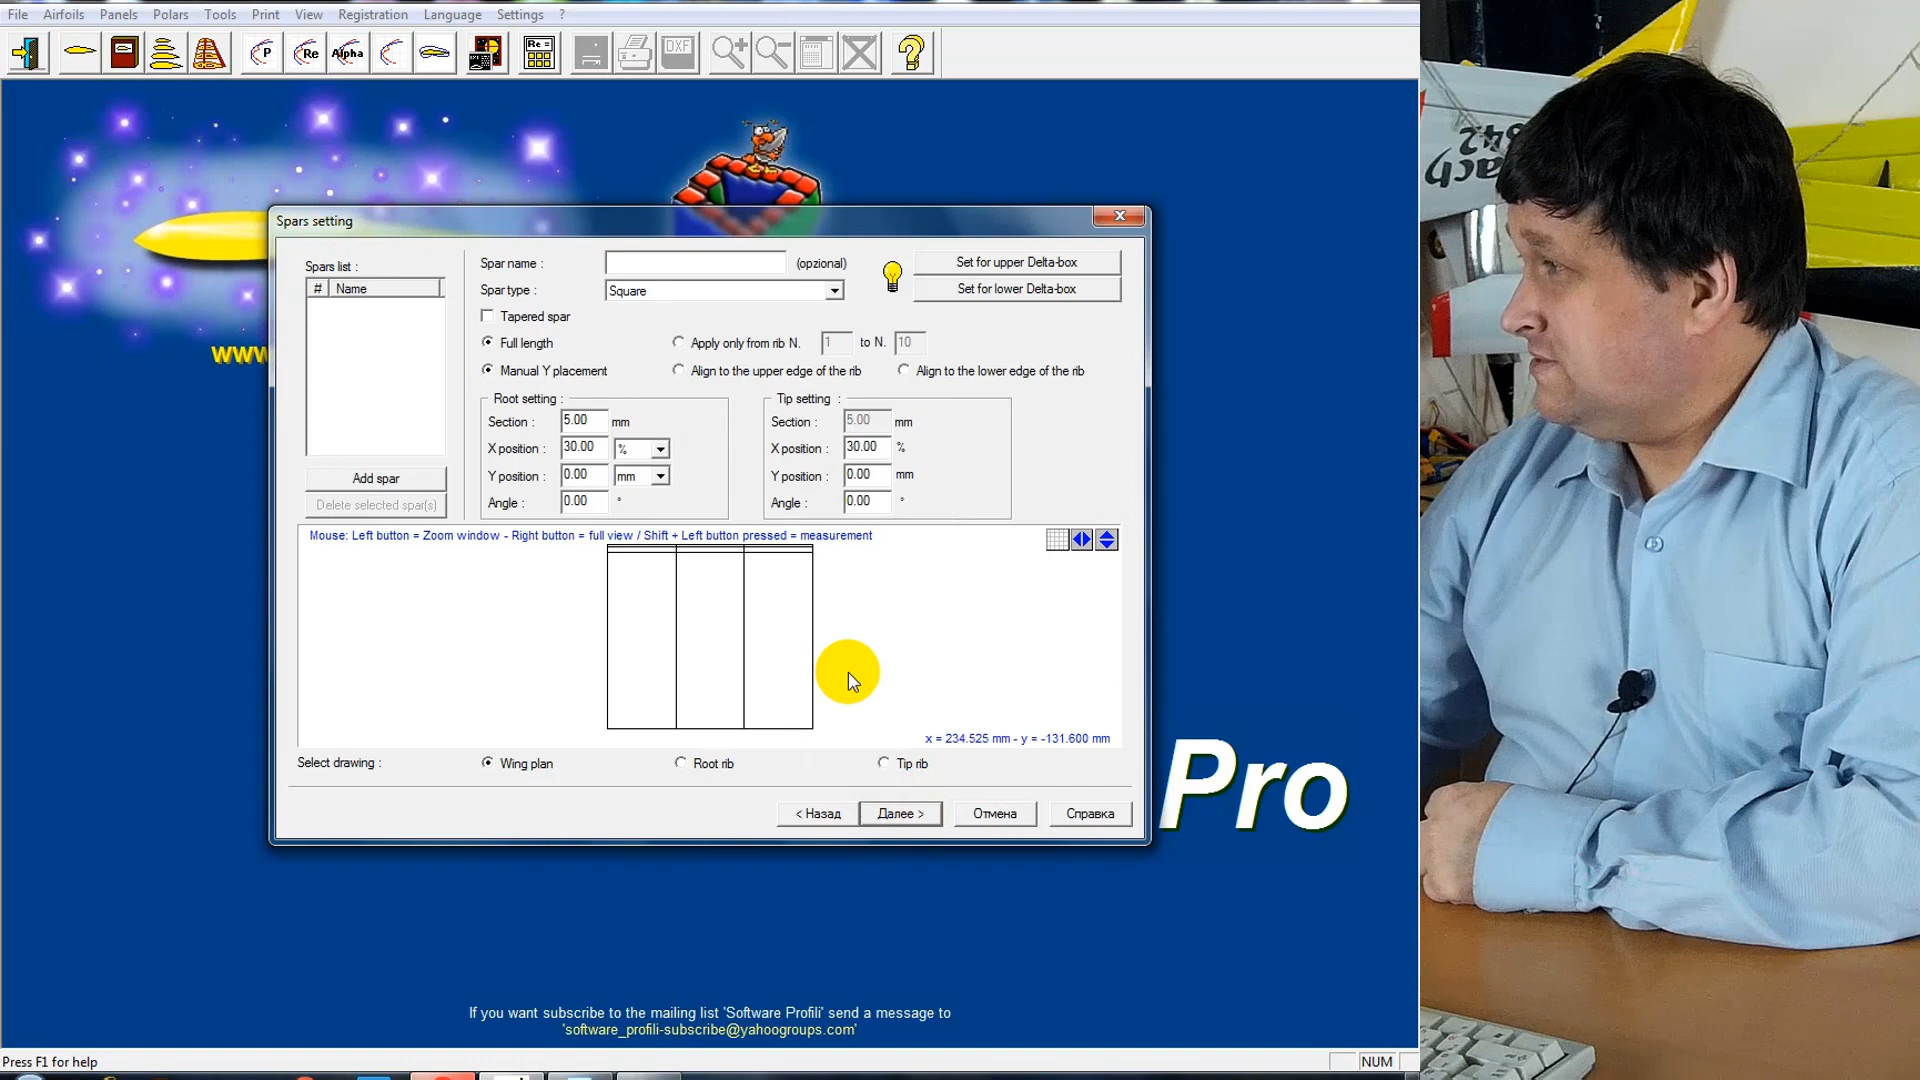 File Airfoils Panels Polars Tools Print View Registration Language Settings ?
P Re Alpha Re = DXF
WWW
Spars setting
Spars list :
# Name
Add spar
Delete selected spar(s)
Spar name : (opzional)
Spar type : Square
Set for upper Delta-box
Set for lower Delta-box
Tapered spar
Full length Apply only from rib N. 1 to N. 10
Manual Y placement Align to the upper edge of the rib Align to the lower edge of the rib
Root setting :
Section : 5.00 mm
X position : 30.00 %
Y position : 0.00 mm
Angle : 0.00 °
Tip setting :
Section : 5.00 mm
X position : 30.00 %
Y position : 0.00 mm
Angle : 0.00 °
Mouse: Left button = Zoom window - Right button = full view / Shift + Left button pressed = measurement
x = 234.525 mm - y = -131.600 mm
Select drawing : Wing plan Root rib Tip rib
< Назад Далее > Отмена Справка
Pro
If you want subscribe to the mailing list 'Software Profili' send a message to
'software_profili-subscribe@yahoogroups.com'
Press F1 for help NUM